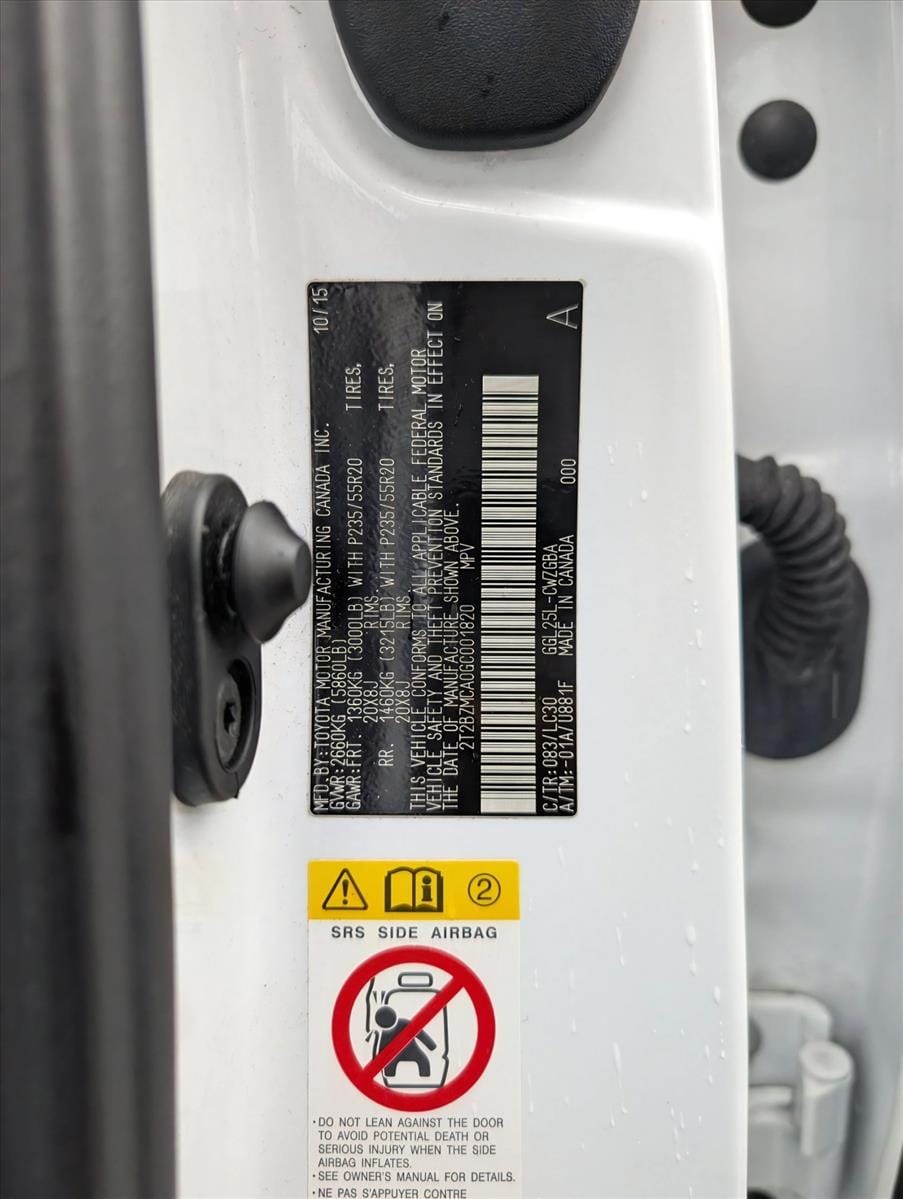 MFD.BY:TOYOTA MOTOR MANUFACTURING CANADA INC. 10/15
GVWR:2660KG (5860LB)
GAWR:FRT. 1360KG (3000LB) WITH P235/55R20 TIRES,
20X8J RIMS
RR. 1460KG (3215LB) WITH P235/55R20 TIRES,
20X8J RIMS
THIS VEHICLE CONFORMS TO ALL APPLICABLE FEDERAL MOTOR
VEHICLE SAFETY AND THEFT PREVENTION STANDARDS IN EFFECT ON
THE DATE OF MANUFACTURE SHOWN ABOVE.
2T2BZMCA0GC001820 MPV
C/TR:083/LC30 GGL25L-CWZGBA A
A/TM:-01A/U881F MADE IN CANADA 000
2
SRS SIDE AIRBAG
·DO NOT LEAN AGAINST THE DOOR
TO AVOID POTENTIAL DEATH OR
SERIOUS INJURY WHEN THE SIDE
AIRBAG INFLATES.
·SEE OWNER'S MANUAL FOR DETAILS.
·NE PAS S'APPUYER CONTRE